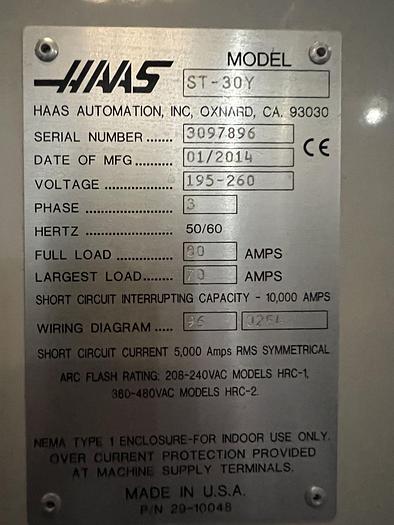 HAAS MODEL ST-30Y
HAAS AUTOMATION, INC, OXNARD, CA. 93030
SERIAL NUMBER ........ 3097896
DATE OF MFG ........... 01/2014 CE
VOLTAGE .................. 195-260
PHASE ...................... 3
HERTZ 50/60
FULL LOAD .............. AMPS
LARGEST LOAD....... AMPS
SHORT CIRCUIT INTERRUPTING CAPACITY - 10,000 AMPS
WIRING DIAGRAM ..... 96
SHORT CIRCUIT CURRENT 5,000 Amps RMS SYMMETRICAL
ARC FLASH RATING: 208-240VAC MODELS HRC-1,
380-480VAC MODELS HRC-2.
NEMA TYPE 1 ENCLOSURE-FOR INDOOR USE ONLY.
OVER CURRENT PROTECTION PROVIDED
AT MACHINE SUPPLY TERMINALS.
MADE IN U.S.A.
P/N 29-10048